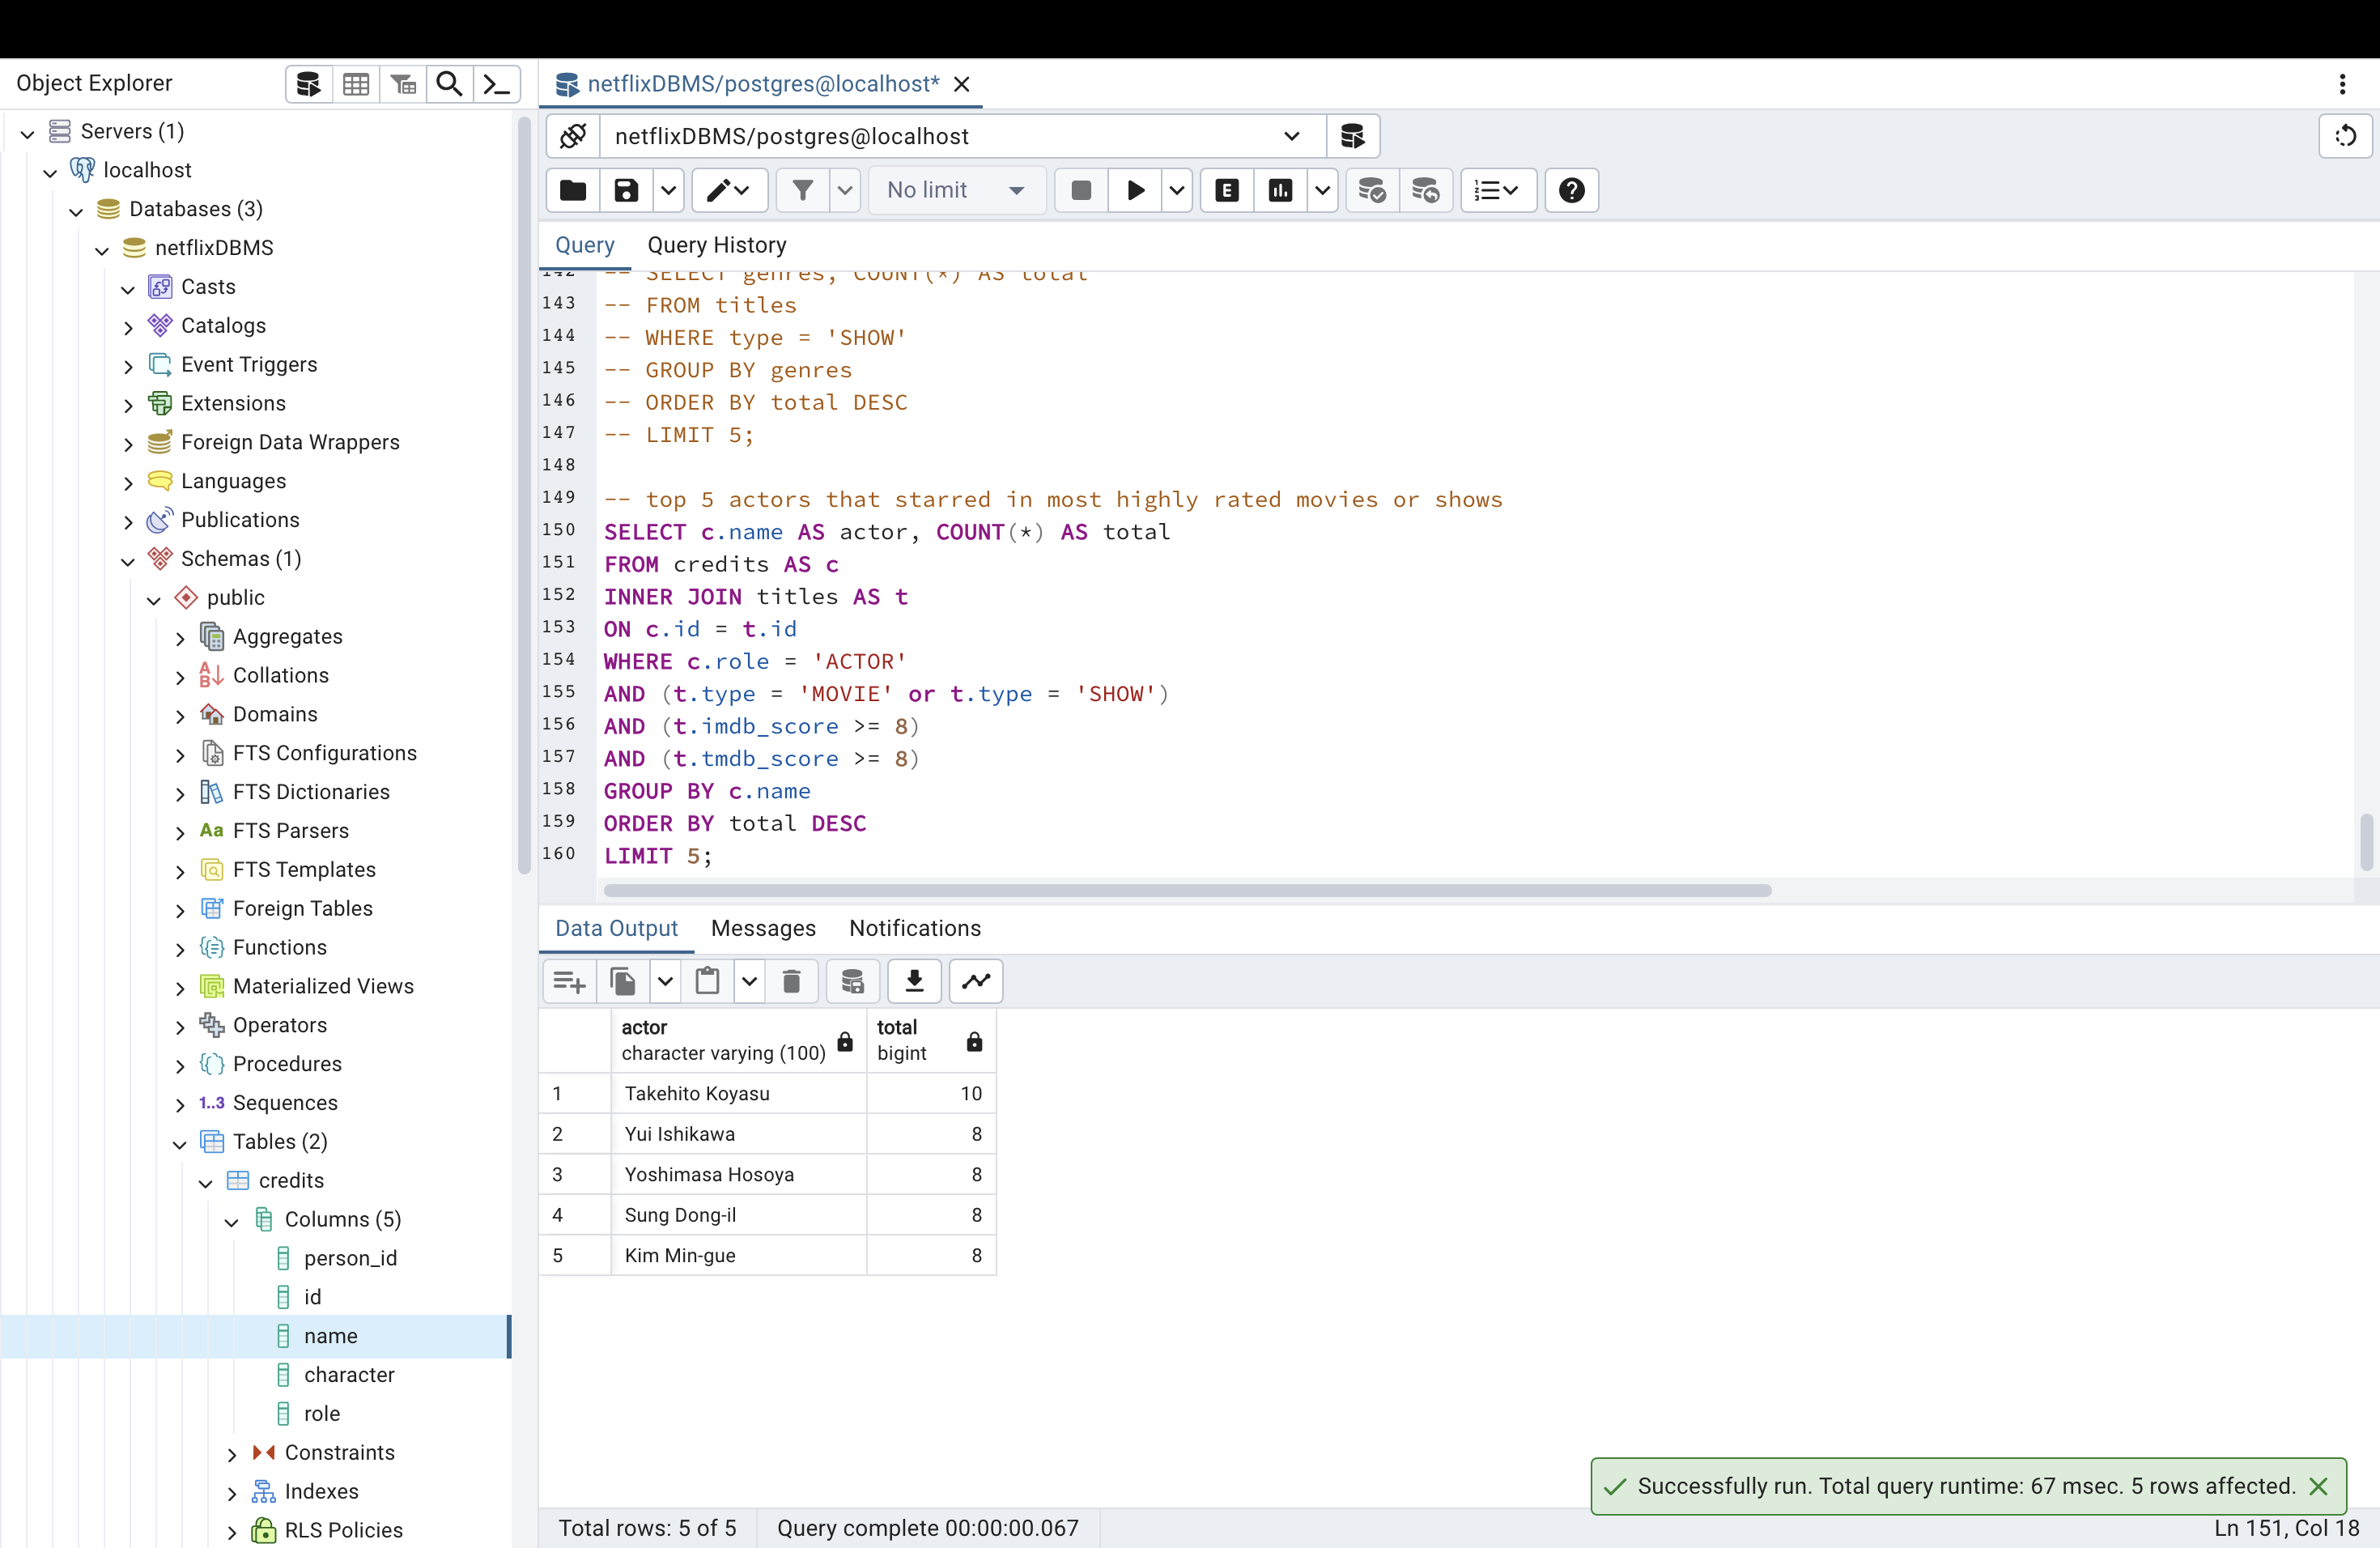 Object Explorer
Servers (1)
localhost
Databases (3)
netflixDBMS
Casts
Catalogs
Event Triggers
Extensions
Foreign Data Wrappers
Languages
Publications
Schemas (1)
public
Aggregates
Collations
Domains
FTS Configurations
FTS Dictionaries
Aa FTS Parsers
FTS Templates
Foreign Tables
Functions
Materialized Views
Operators
Procedures
1..3 Sequences
Tables (2)
credits
Columns (5)
person_id
id
name
character
role
Constraints
Indexes
RLS Policies
netflixDBMS/postgres@localhost*
netflixDBMS/postgres@localhost
No limit
E
Query Query History
142 -- SELECT genres, COUNT(*) AS total
143 -- FROM titles
144 -- WHERE type = 'SHOW'
145 -- GROUP BY genres
146 -- ORDER BY total DESC
147 -- LIMIT 5;
148
149 -- top 5 actors that starred in most highly rated movies or shows
150 SELECT c.name AS actor, COUNT(*) AS total
151 FROM credits AS c
152 INNER JOIN titles AS t
153 ON c.id = t.id
154 WHERE c.role = 'ACTOR'
155 AND (t.type = 'MOVIE' or t.type = 'SHOW')
156 AND (t.imdb_score >= 8)
157 AND (t.tmdb_score >= 8)
158 GROUP BY c.name
159 ORDER BY total DESC
160 LIMIT 5;
Data Output Messages Notifications
actor total
character varying (100) bigint
1 Takehito Koyasu 10
2 Yui Ishikawa 8
3 Yoshimasa Hosoya 8
4 Sung Dong-il 8
5 Kim Min-gue 8
Successfully run. Total query runtime: 67 msec. 5 rows affected.
Total rows: 5 of 5 Query complete 00:00:00.067 Ln 151, Col 18